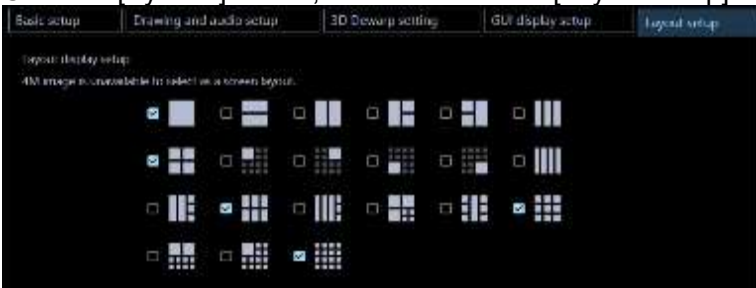 Basic setup Drawing and audio setup 3D Dewarp setting GUI display setup Layout setup
Layout display setup
4M image is unavailable to select as a screen layout.